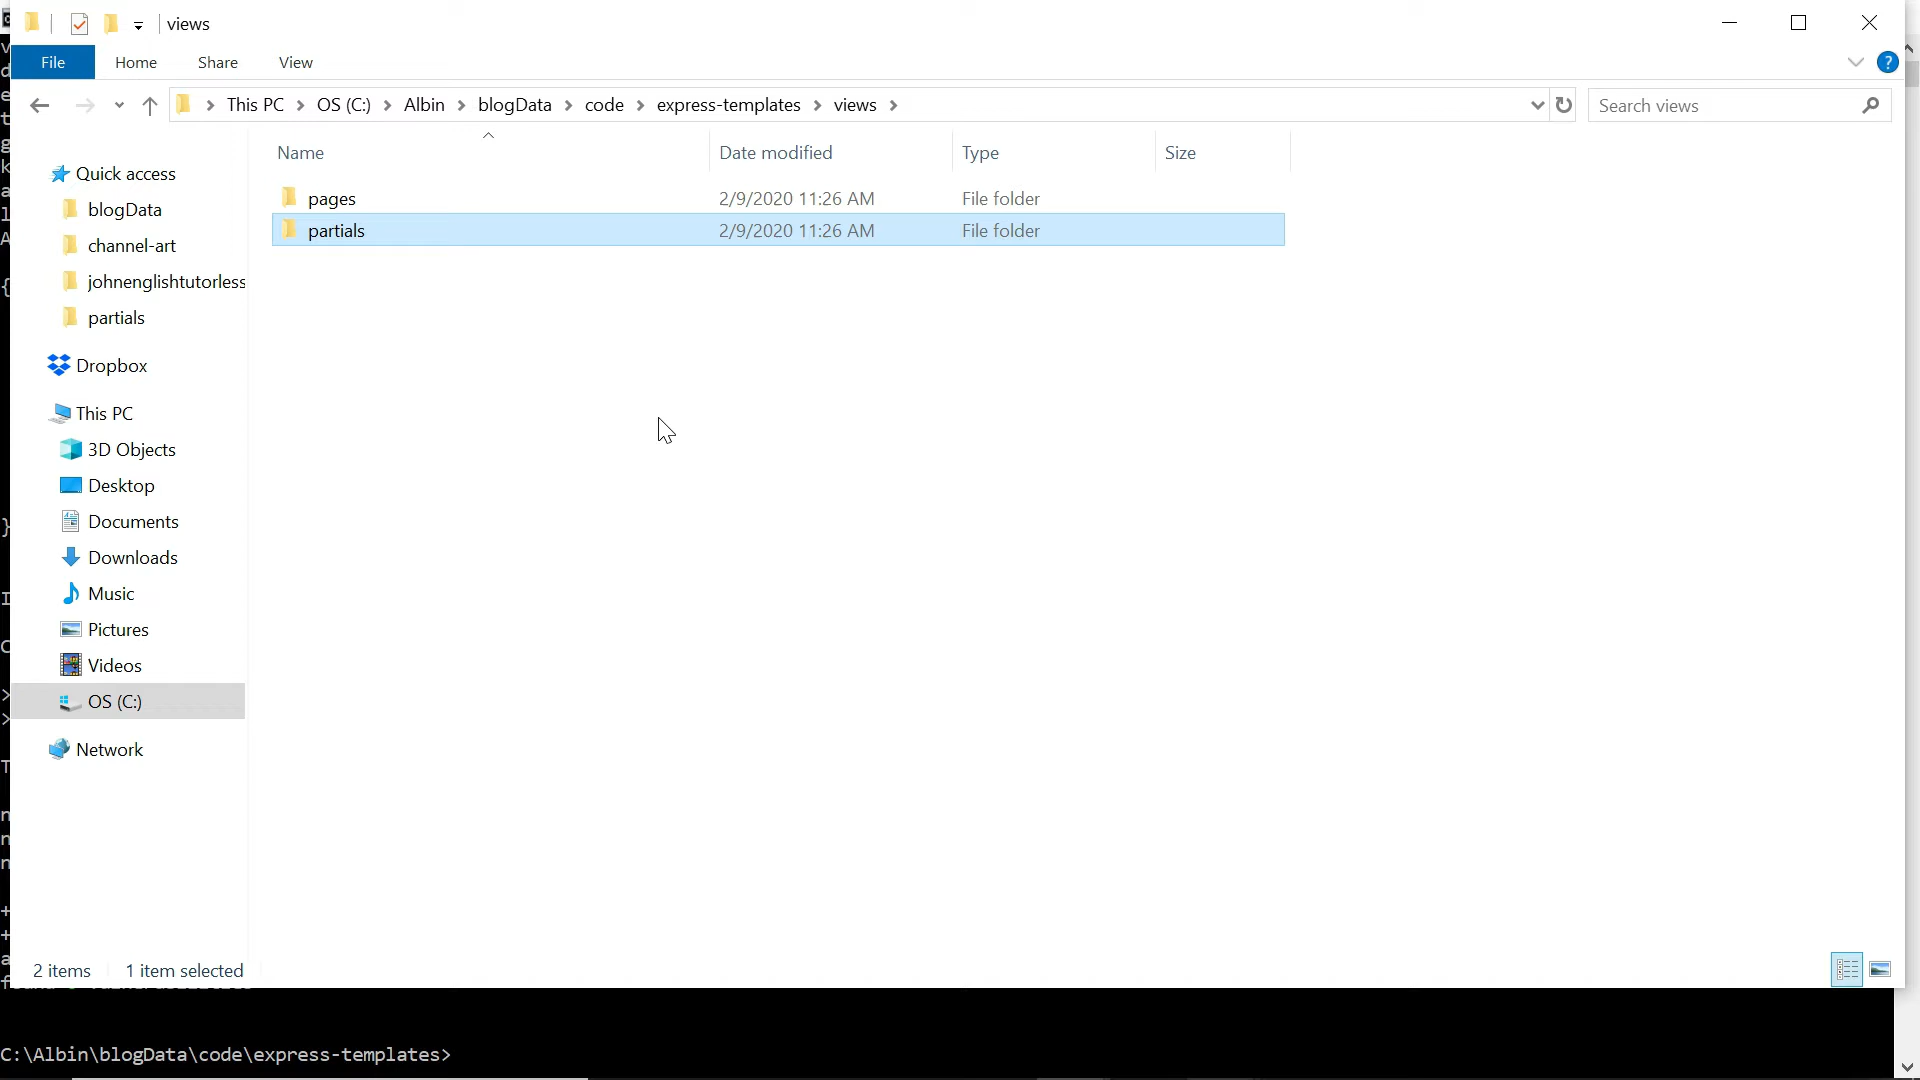 views
File
Home
Share
View
?
This PC
OS (C:)
Albin
blogData
code
express-templates
views
Search views
Name
Date modified
Type
Size
Quick access
blogData
channel-art
johnenglishtutorless
partials
Dropbox
This PC
3D Objects
Desktop
Documents
Downloads
Music
Pictures
Videos
OS (C:)
Network
pages 2/9/2020 11:26 AM File folder
partials 2/9/2020 11:26 AM File folder
2 items
1 item selected
C:\Albin\blogData\code\express-templates>